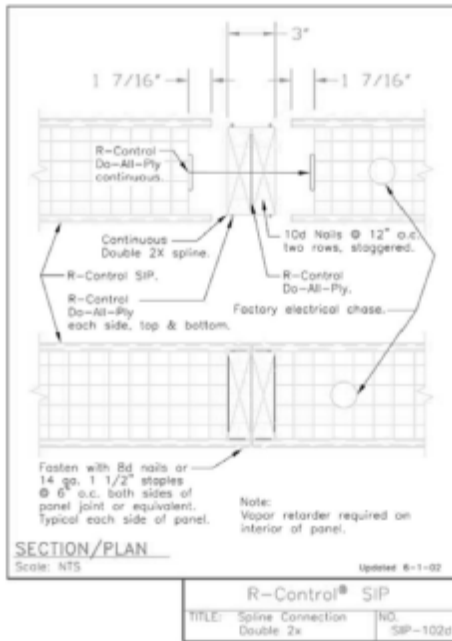 3"
1 7/16"
1 7/16"
R-Control
Do-All-Ply
continuous.
Continuous
Double 2X spline.
10d Nails @ 12" o.c.
two rows, staggered.
R-Control SIP.
R-Control
Do-All-Ply
each side, top & bottom.
R-Control
Do-All-Ply.
Factory electrical chase.
Fasten with 8d nails or
14 ga. 1 1/2" staples
@ 6" o.c. both sides of
panel joint or equivalent.
Typical each side of panel.
Note:
Vapor retarder required on
interior of panel.
SECTION/PLAN
Scale: NTS
Updated 6-1-02
R-Control® SIP
TITLE: Spline Connection
Double 2x
NO.
SIP-102d